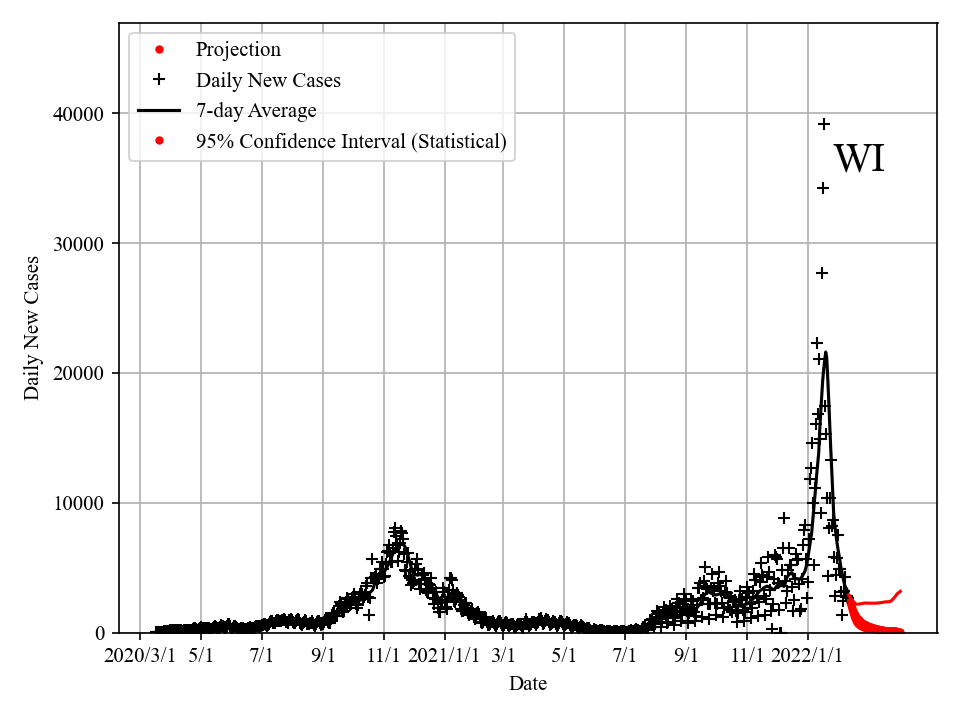 Projection
Daily New Cases
7-day Average
95% Confidence Interval (Statistical)
WI
40000
30000
20000
10000
0
Daily New Cases
2020/3/1 5/1 7/1 9/1 11/1 2021/1/1 3/1 5/1 7/1 9/1 11/1 2022/1/1
Date